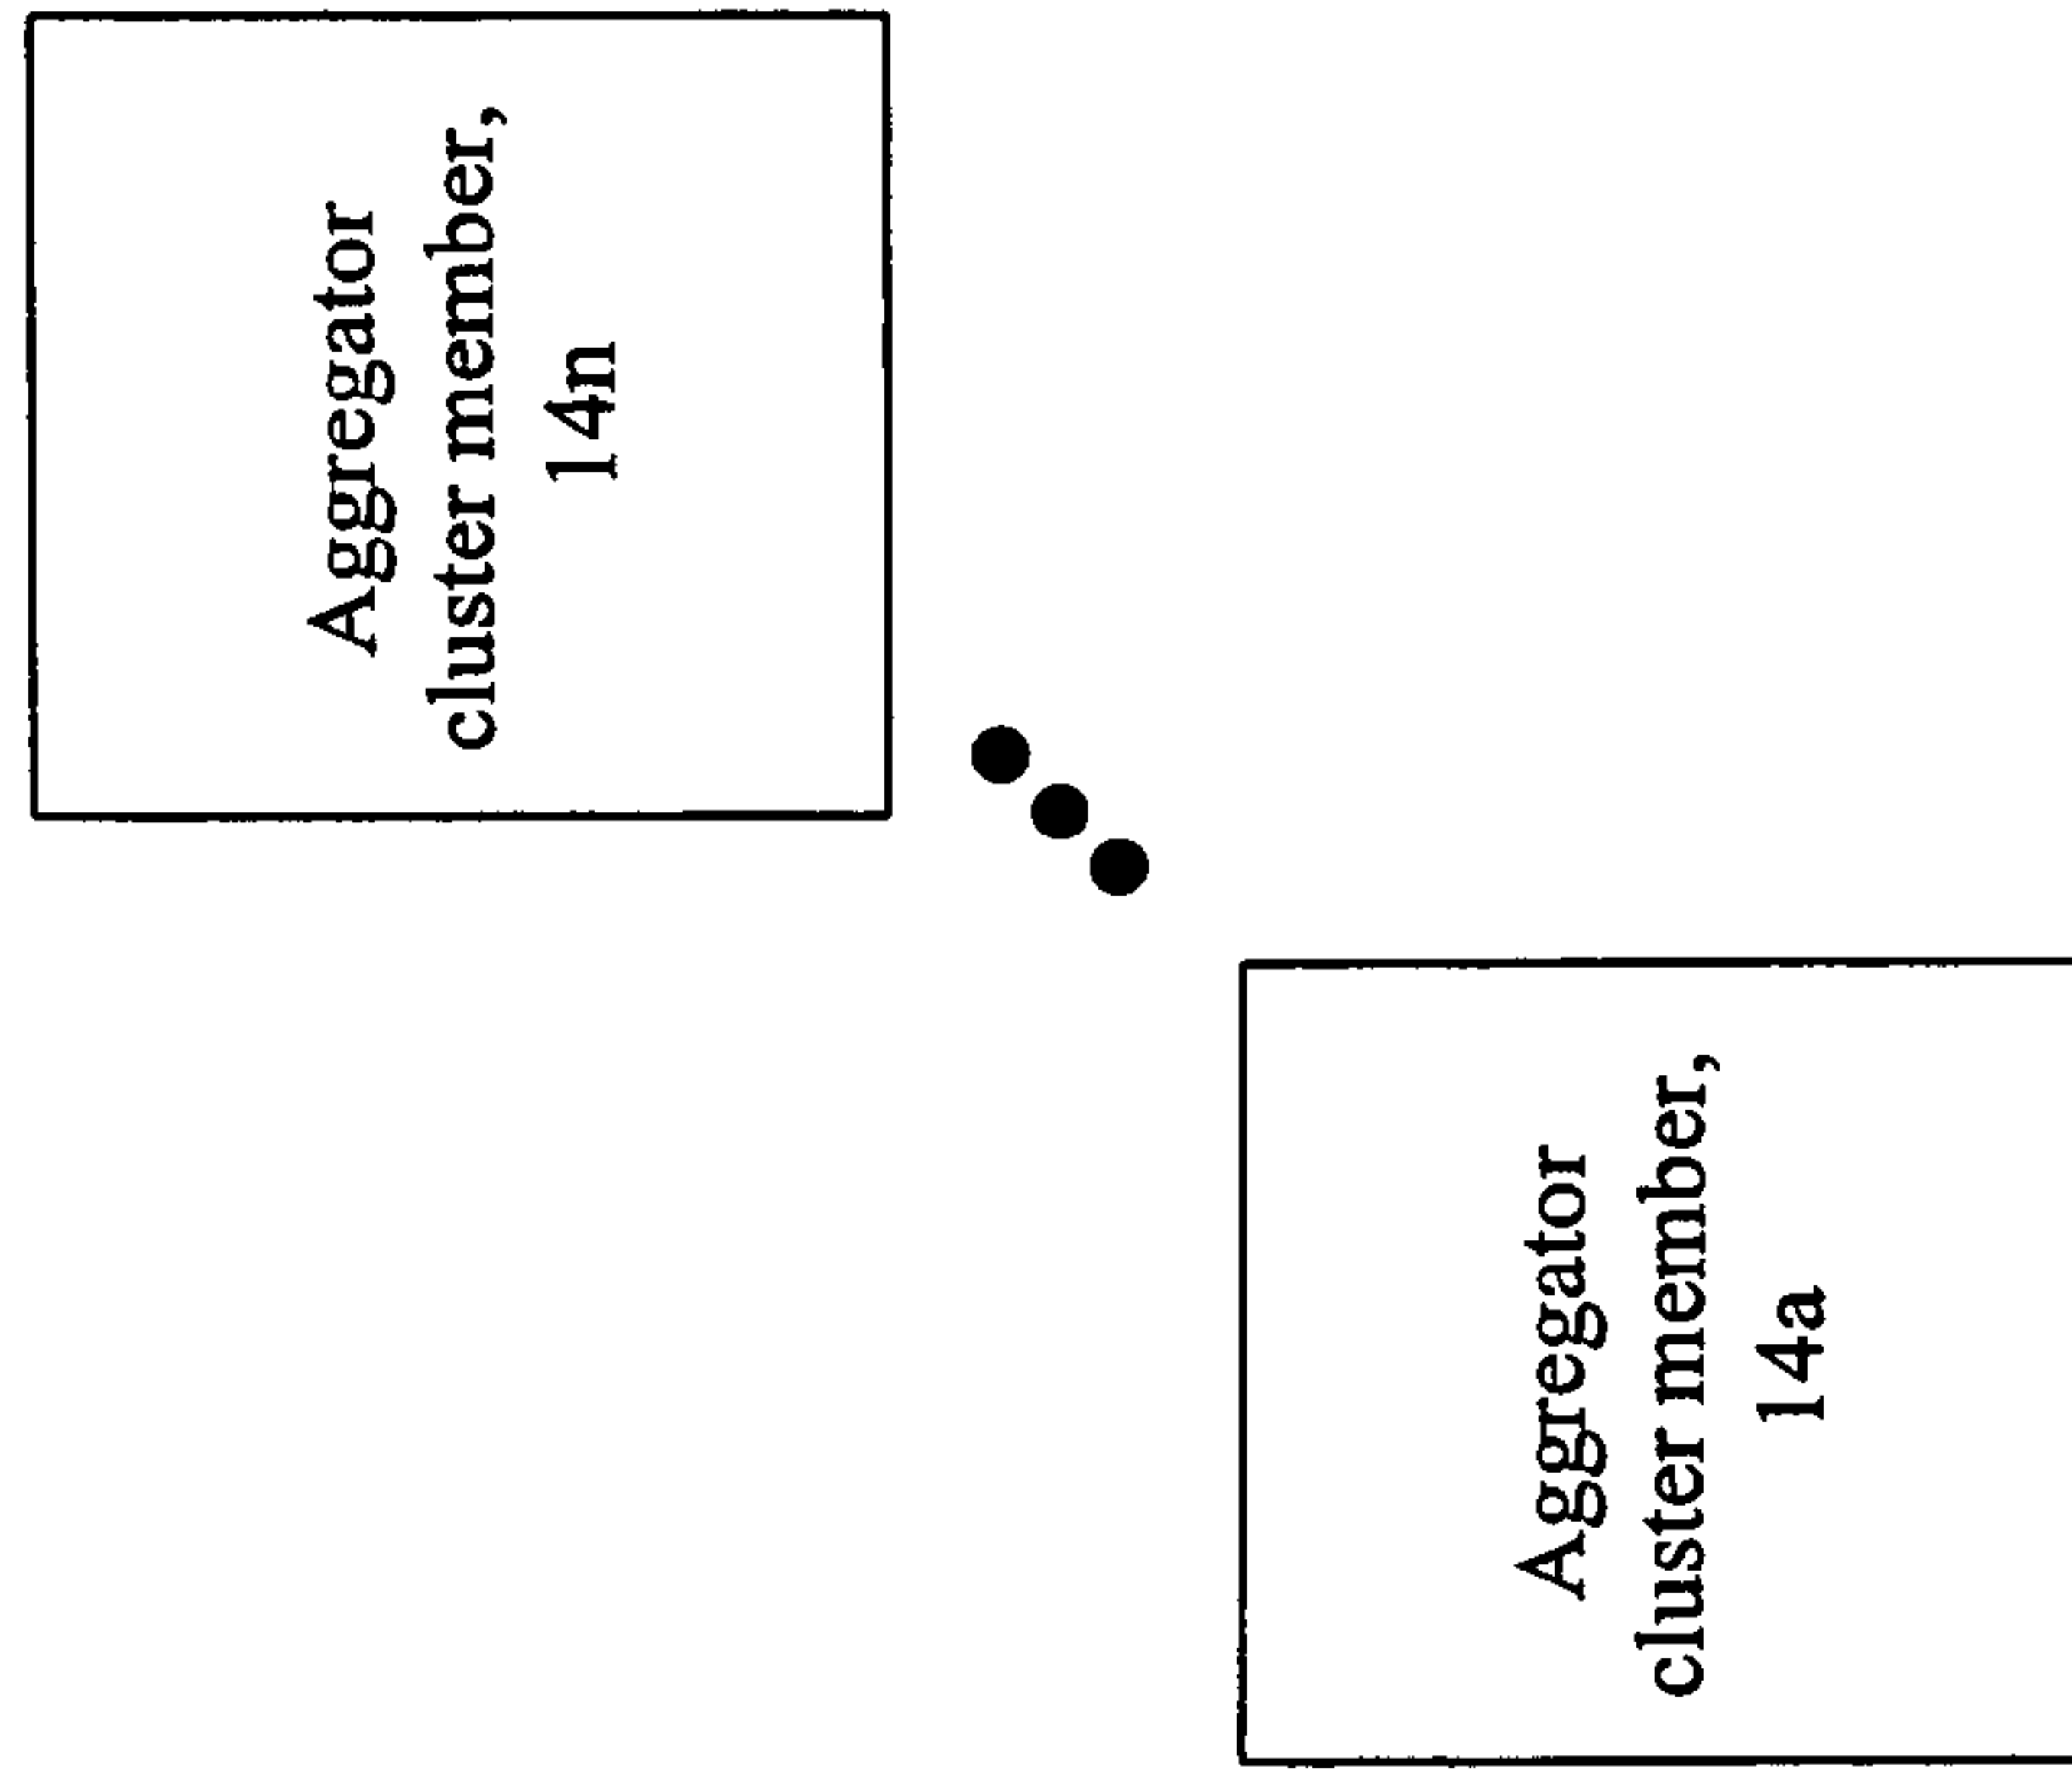 Aggregator
cluster member,
14n
Aggregator
cluster member,
14a